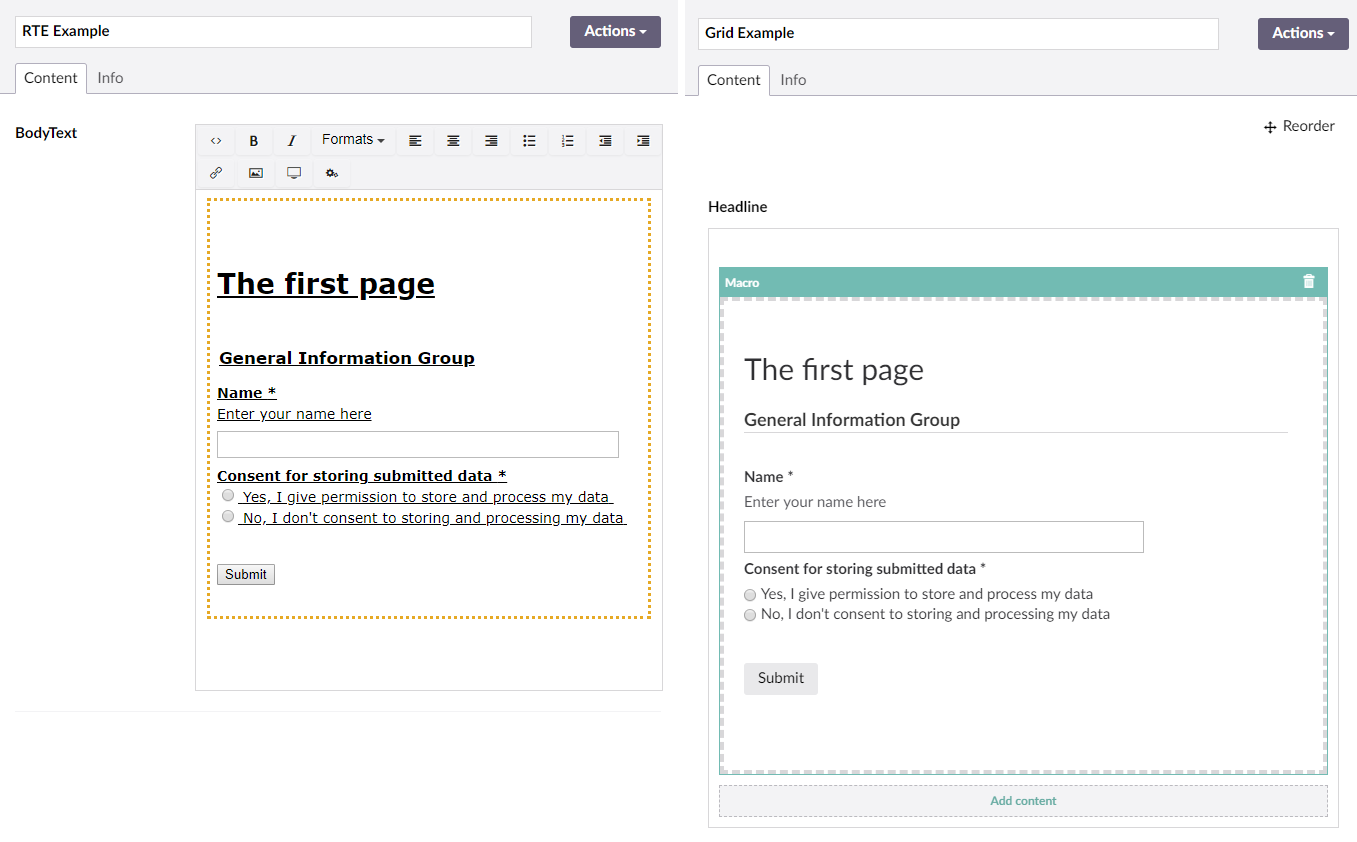 RTE Example
Actions
Content Info
BodyText
Formats
The first page
General Information Group
Name *
Enter your name here
Consent for storing submitted data *
Yes, I give permission to store and process my data
No, I don't consent to storing and processing my data
Submit
Grid Example
Actions
Content Info
Reorder
Headline
Macro
The first page
General Information Group
Name *
Enter your name here
Consent for storing submitted data *
Yes, I give permission to store and process my data
No, I don't consent to storing and processing my data
Submit
Add content